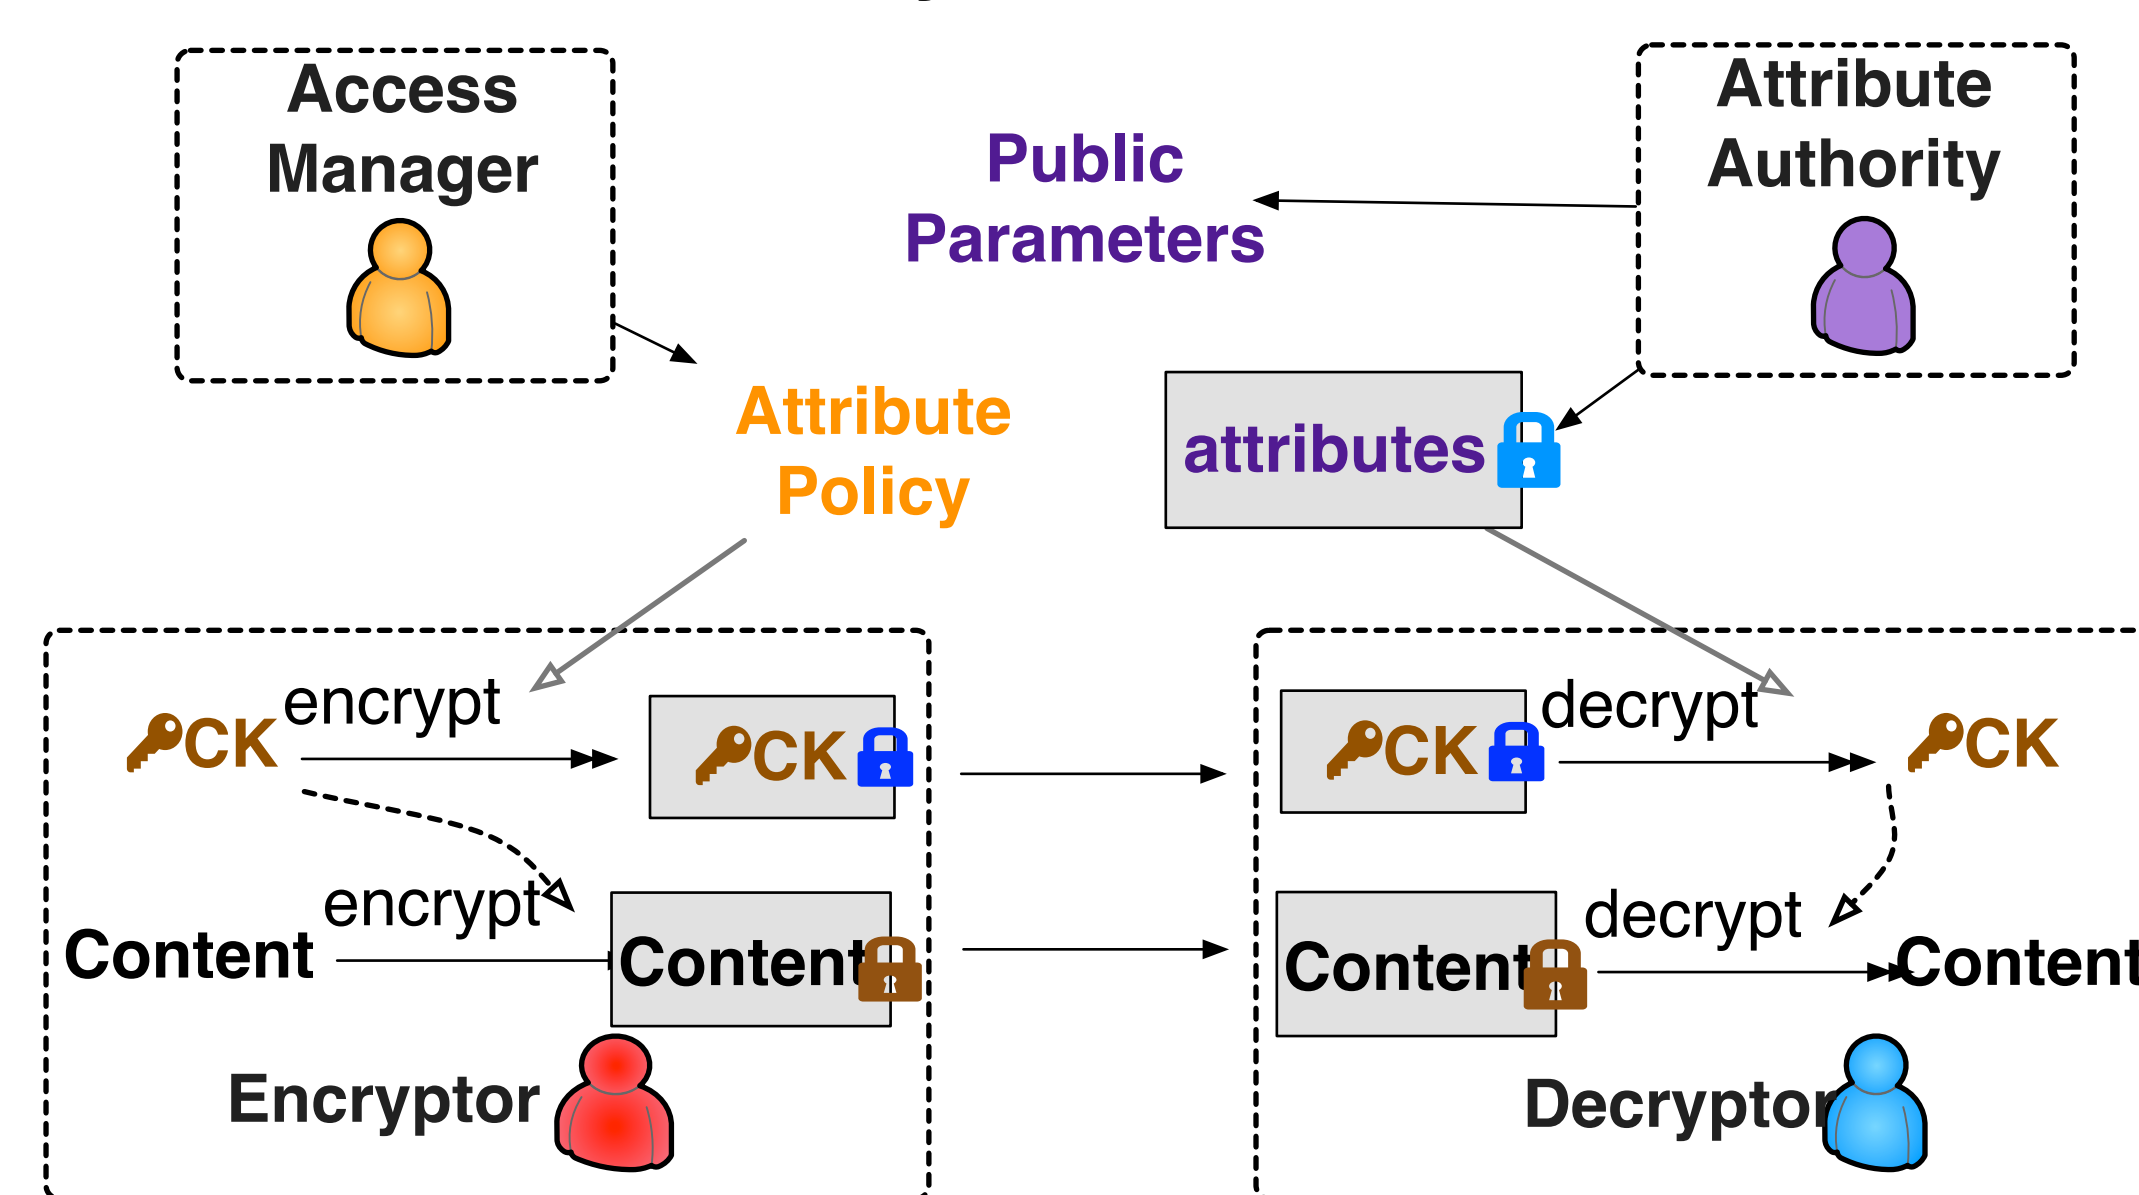 Access
Manager
Attribute
Authority
Public
Parameters
Attribute
Policy
attributes
encrypt
CK
CK
CK
decrypt
CK
encrypt
Content
Content
Content
decrypt
Content
Encryptor
Decryptor